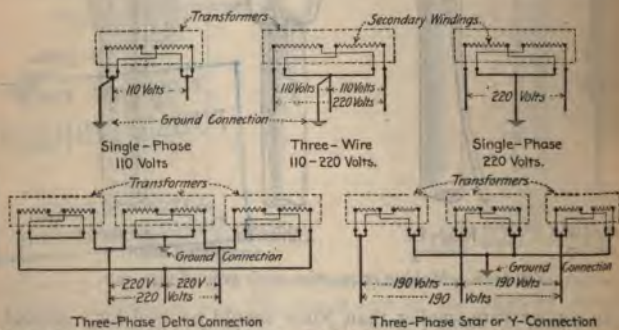 Transformers
Secondary Windings
110 Volts
110 Volts
110 Volts
220 Volts
220 Volts
Ground Connection
Single-Phase
110 Volts
Three-Wire
110-220 Volts.
Single-Phase
220 Volts.
Transformers
Transformers
Ground Connection
220V
220V
220 Volts
Ground Connection
190 Volts
190 Volts
190 Volts
Three-Phase Delta Connection
Three-Phase Star or Y-Connection